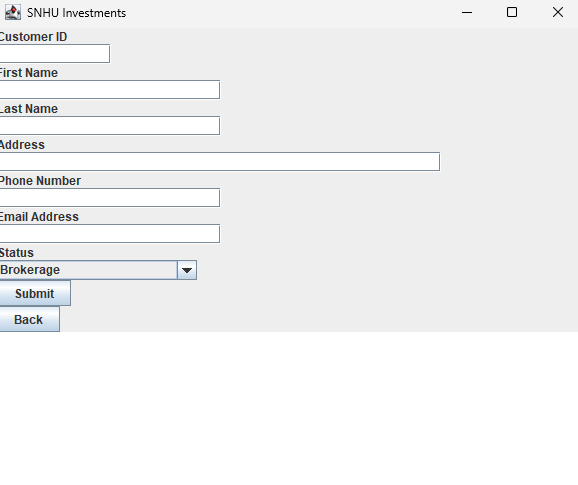 SNHU Investments
Customer ID
First Name
Last Name
Address
Phone Number
Email Address
Status
Brokerage
Submit
Back